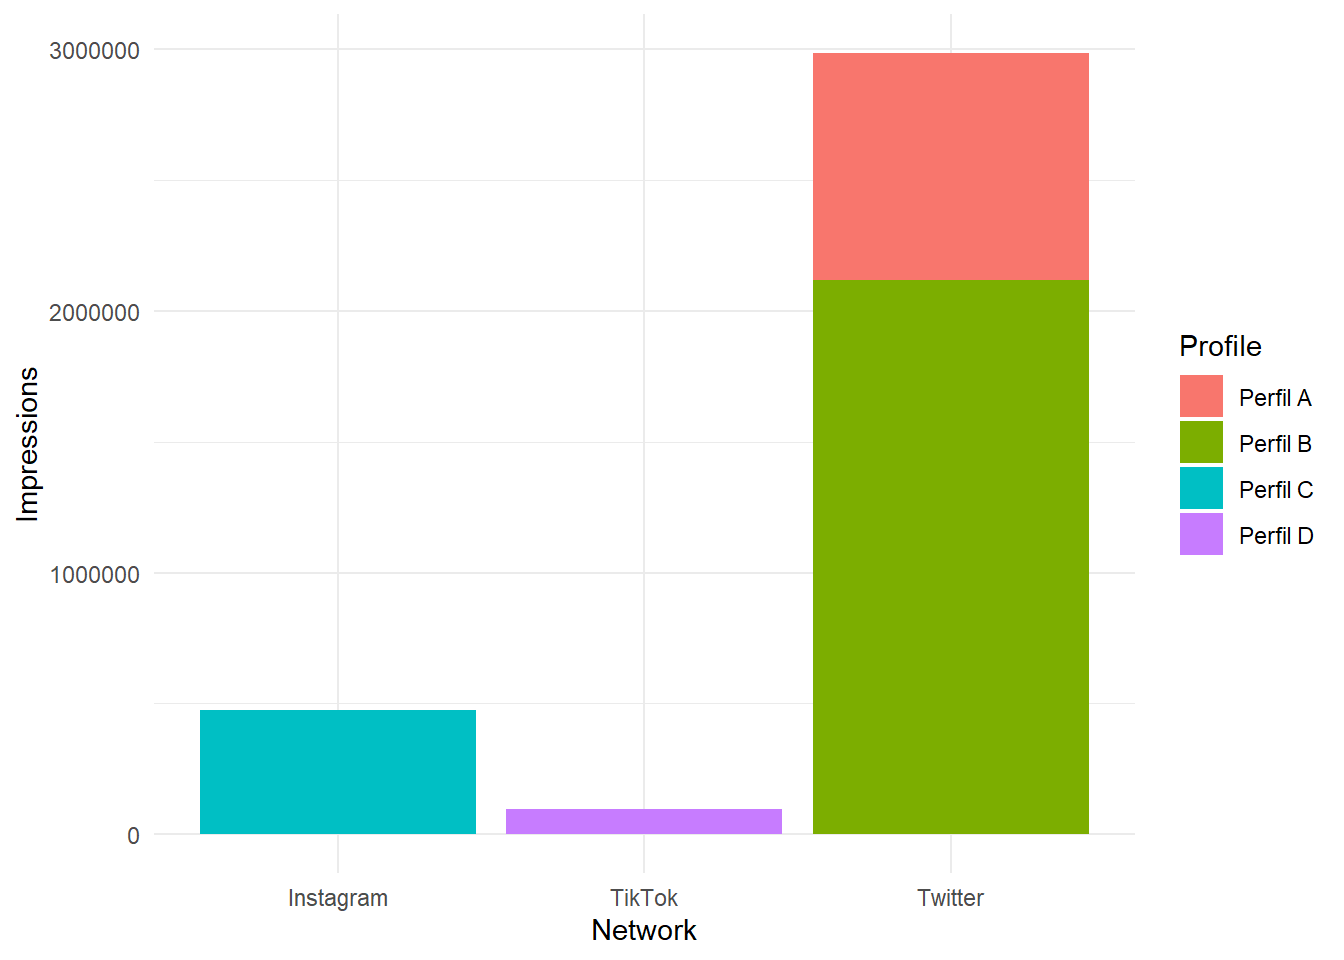 3000000
2000000
1000000
0
Impressions
Instagram
TikTok
Twitter
Network
Profile
Perfil A
Perfil B
Perfil C
Perfil D